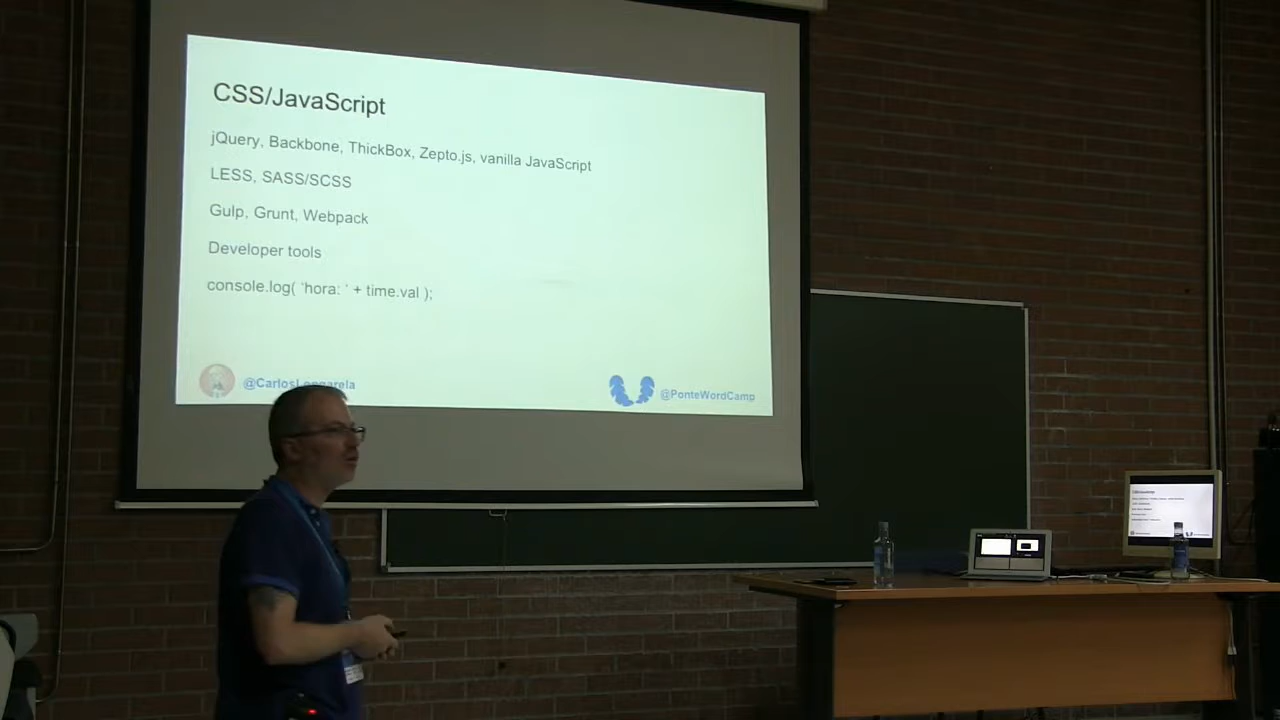 CSS/JavaScript
jQuery, Backbone, ThickBox, Zepto.js, vanilla JavaScript
LESS, SASS/SCSS
Gulp, Grunt, Webpack
Developer tools
console.log( 'hora: ' + time.val );
@CarlosLongarela
@PonteWordCamp